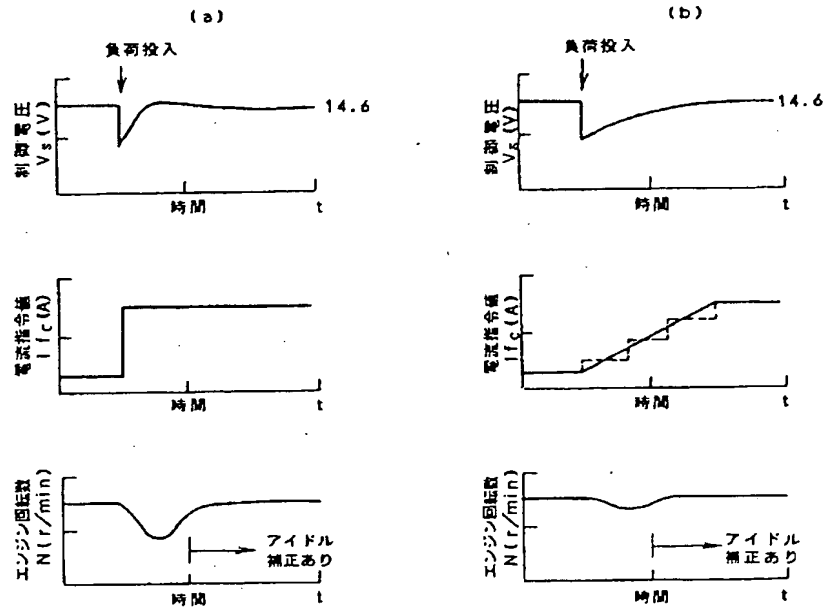 (a)
負荷投入
制御電圧
Vs(V)
14.6
時間
t
電流指令値
Ifc(A)
時間
t
エンジン回転数
N(r/min)
アイドル
補正あり
時間
t
(b)
負荷投入
制御電圧
Vs(V)
14.6
時間
t
電流指令値
Ifc(A)
時間
t
エンジン回転数
N(r/min)
アイドル
補正あり
時間
t